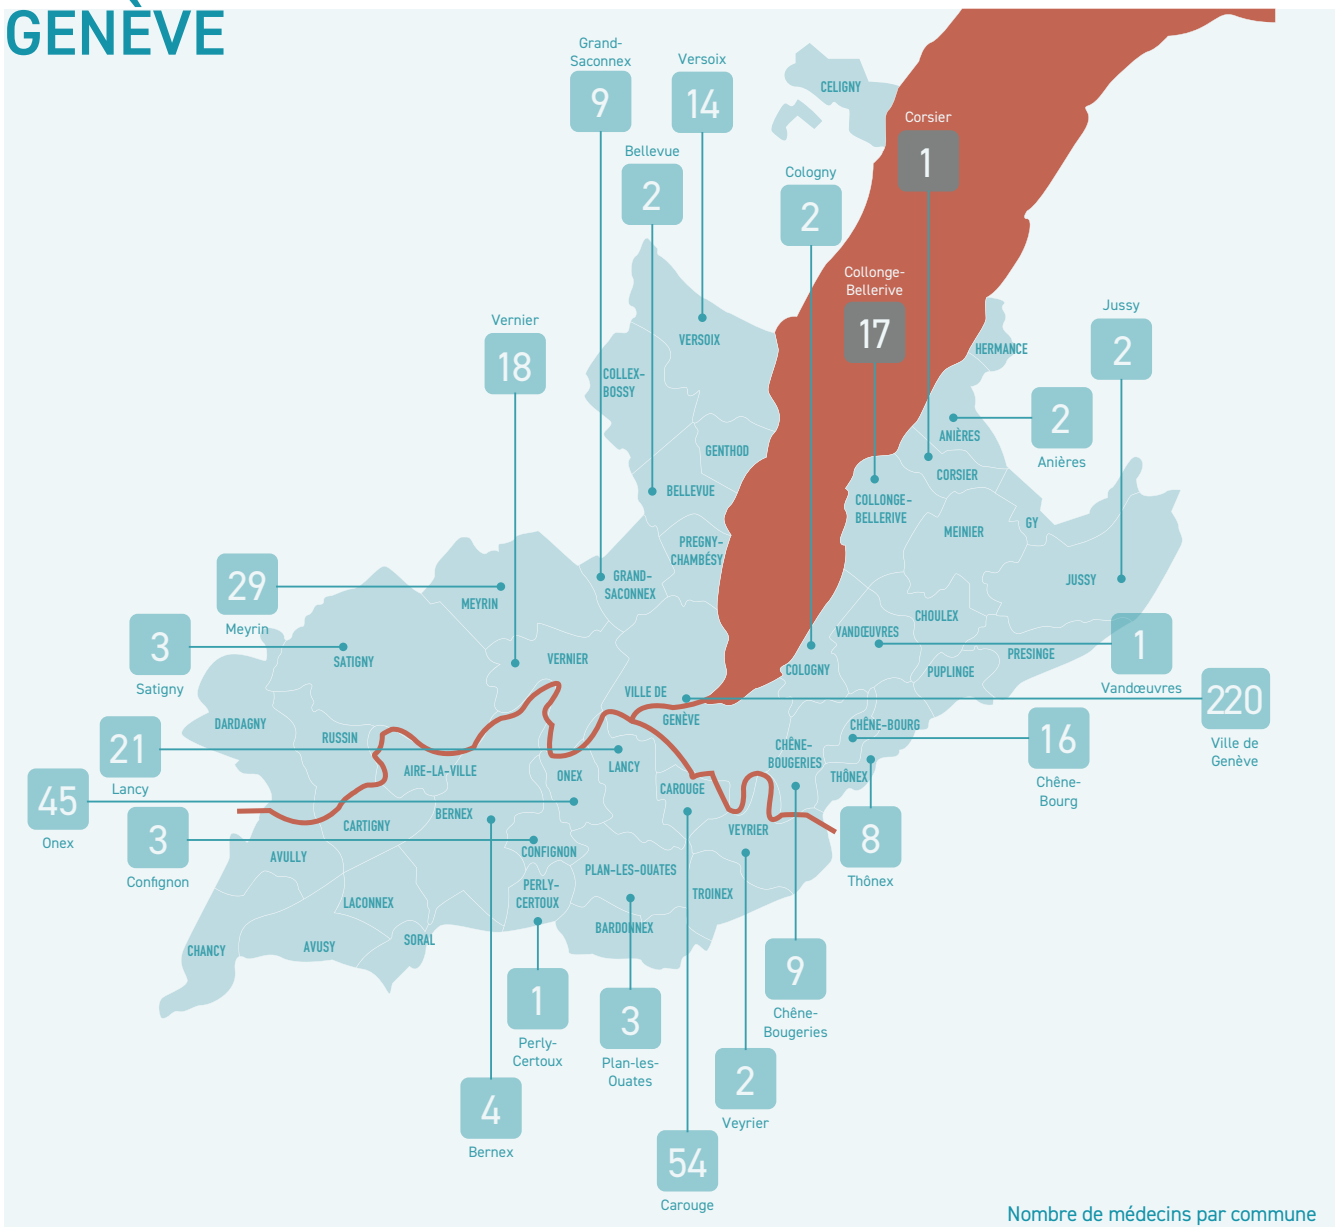 GENÈVE
Grand-
Saconnex
9
Versoix
14
Bellevue
2
Cologny
2
Corsier
1
Collonge-
Bellerive
17
Jussy
2
2
Anières
Vernier
18
29
Meyrin
3
Satigny
21
Lancy
45
Onex
3
Confignon
1
Vandœuvres
220
Ville de
Genève
16
Chêne-
Bourg
8
Thônex
9
Chêne-
Bougeries
2
Veyrier
3
Plan-les-
Ouates
1
Perly-
Certoux
4
Bernex
54
Carouge
CELIGNY
VERSOIX
COLLEX-
BOSSY
GENTHOD
BELLEVUE
PREGNY-
CHAMBÉSY
GRAND-
SACONNEX
MEYRIN
SATIGNY
VERNIER
DARDAGNY
RUSSIN
AIRE-LA-VILLE
VILLE DE
GENÈVE
ONEX
LANCY
CAROUGE
CARTIGNY
BERNEX
AVULLY
CONFIGNON
PLAN-LES-OUATES
PERLY-
CERTOUX
LACONNEX
SORAL
AVUSY
CHANCY
BARDONNEX
TROINEX
VEYRIER
HERMANCE
ANIÈRES
CORSIER
COLLONGE-
BELLERIVE
MEINIER
GY
JUSSY
CHOULEX
VANDŒUVRES
PRESINGE
PUPLINGE
COLOGNY
CHÊNE-BOURG
CHÊNE-
BOUGERIES
THÔNEX
Nombre de médecins par commune